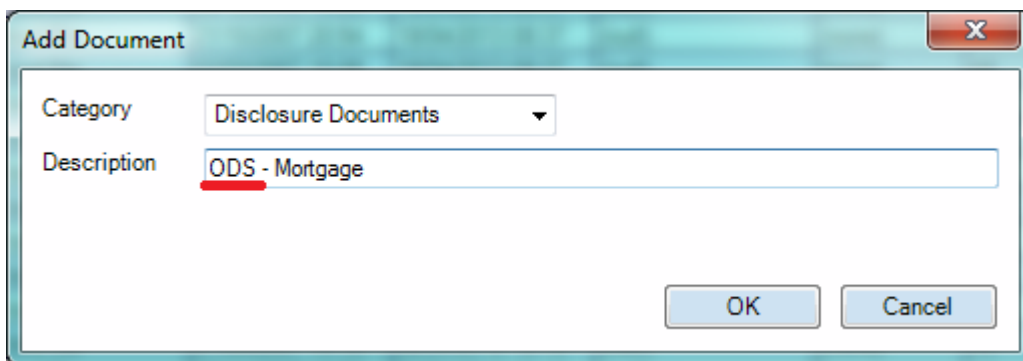 Add Document
Category Disclosure Documents
Description ODS - Mortgage
OK Cancel